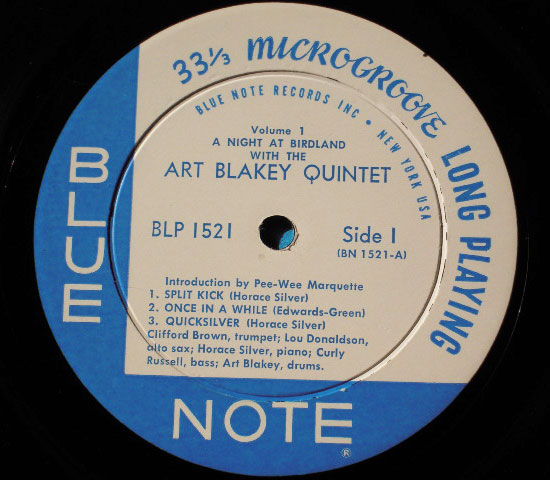 33⅓ MICROGROOVE LONG PLAYING
BLUE NOTE RECORDS INC • NEW YORK USA
Volume 1
A NIGHT AT BIRDLAND
WITH THE
ART BLAKEY QUINTET
BLP 1521
Side 1
(BN 1521-A)
Introduction by Pee-Wee Marquette
1. SPLIT KICK (Horace Silver)
2. ONCE IN A WHILE (Edwards-Green)
3. QUICKSILVER (Horace Silver)
Clifford Brown, trumpet; Lou Donaldson,
alto sax; Horace Silver, piano; Curly
Russell, bass; Art Blakey, drums.
BLUE
NOTE
®